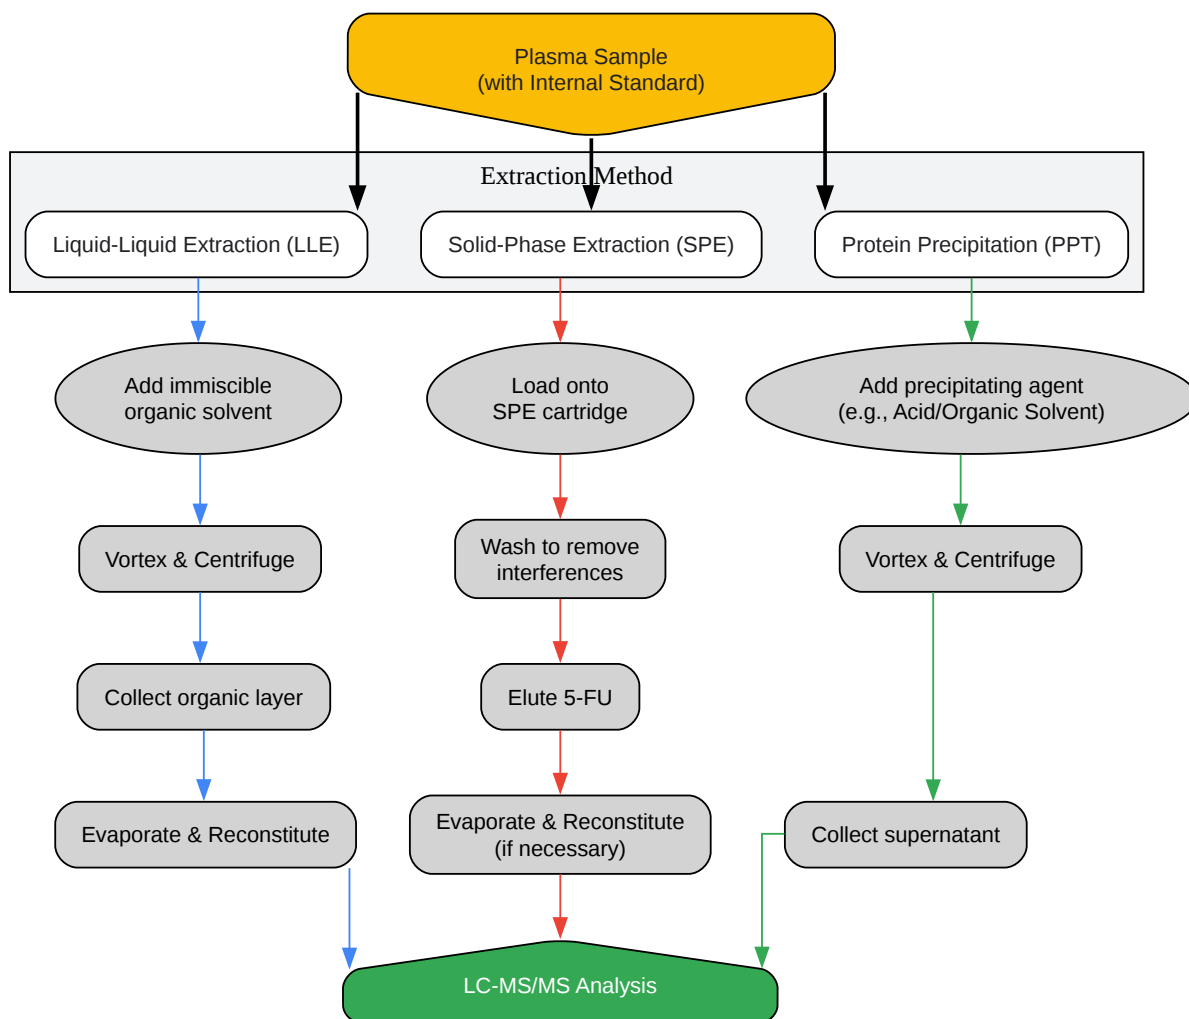 Plasma Sample
(with Internal Standard)
Extraction Method
Liquid-Liquid Extraction (LLE)
Solid-Phase Extraction (SPE)
Protein Precipitation (PPT)
Add immiscible
organic solvent
Load onto
SPE cartridge
Add precipitating agent
(e.g., Acid/Organic Solvent)
Vortex & Centrifuge
Wash to remove
interferences
Vortex & Centrifuge
Collect organic layer
Elute 5-FU
Evaporate & Reconstitute
Evaporate & Reconstitute
(if necessary)
Collect supernatant
LC-MS/MS Analysis